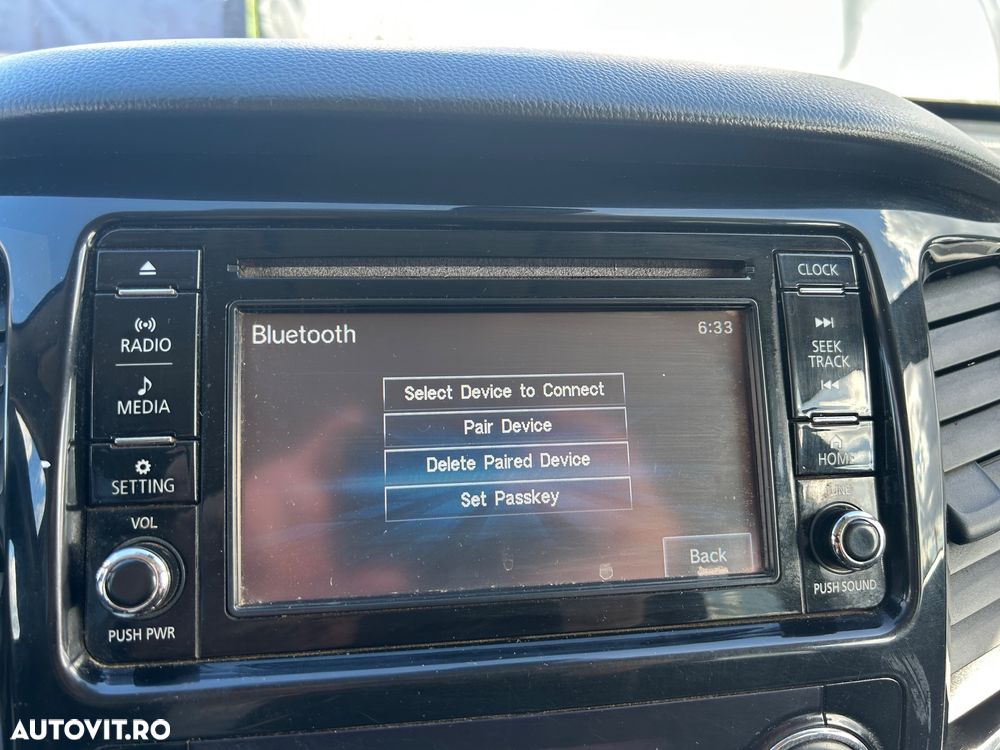 CLOCK
RADIO
MEDIA
SETTING
VOL
PUSH PWR
Bluetooth
6:33
Select Device to Connect
Pair Device
Delete Paired Device
Set Passkey
Back
SEEK
TRACK
HOME
TUNE
PUSH SOUND
AUTOVIT.RO